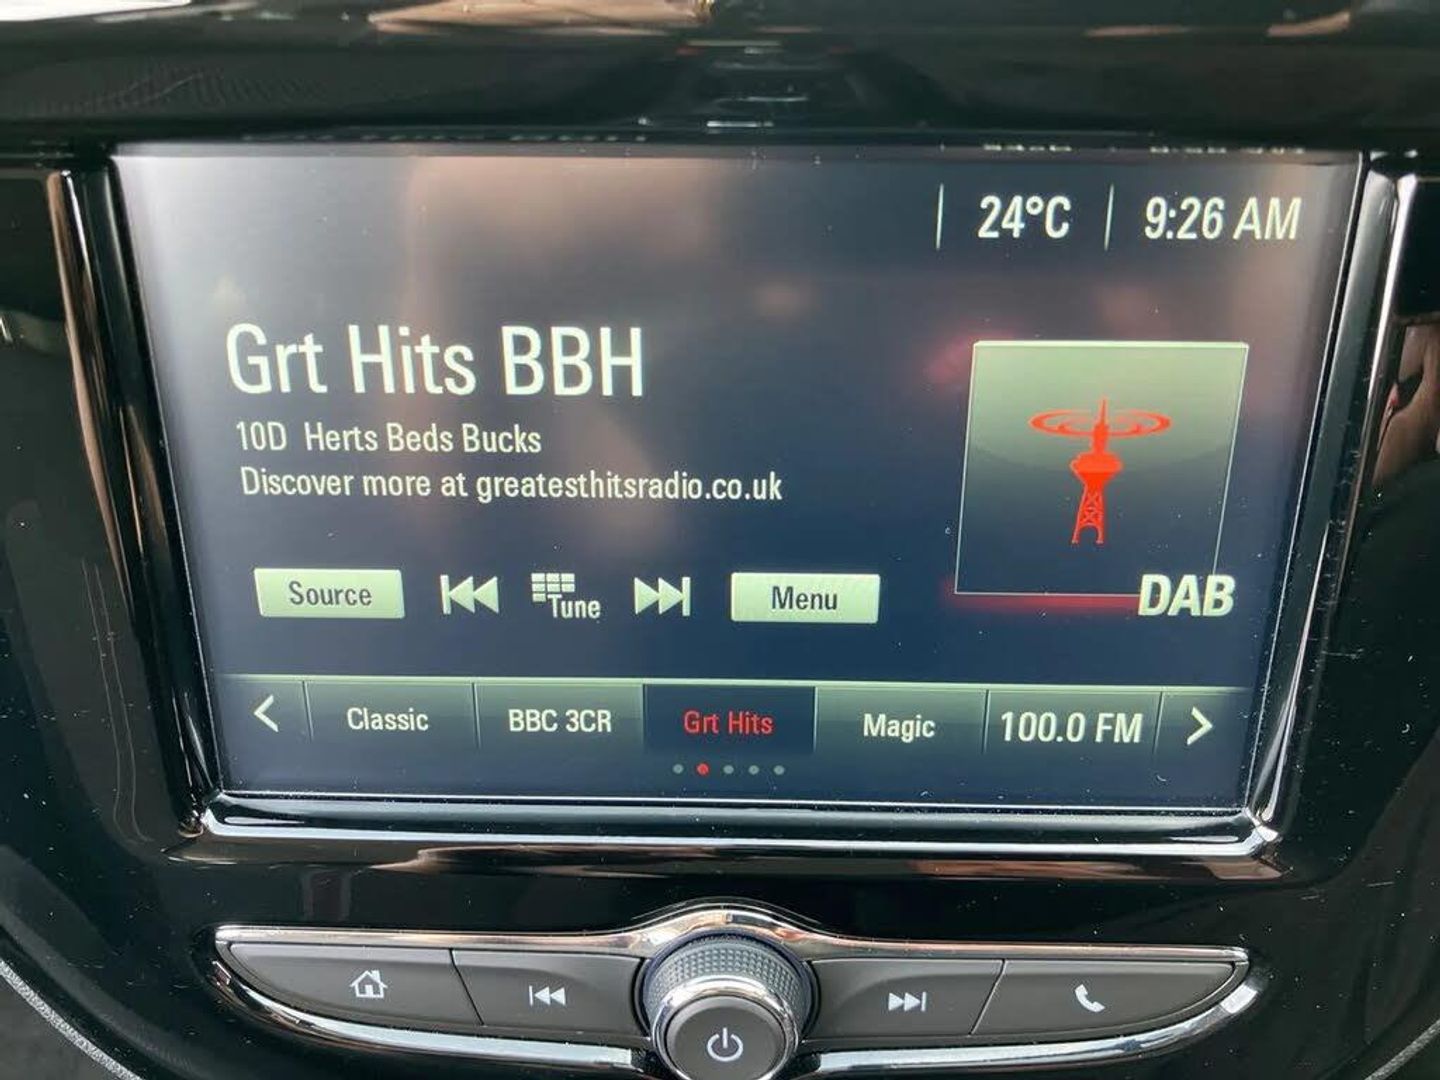 24°C 9:26 AM
Grt Hits BBH
10D Herts Beds Bucks
Discover more at greatesthitsradio.co.uk
Source Tune Menu
DAB
Classic BBC 3CR Grt Hits Magic 100.0 FM